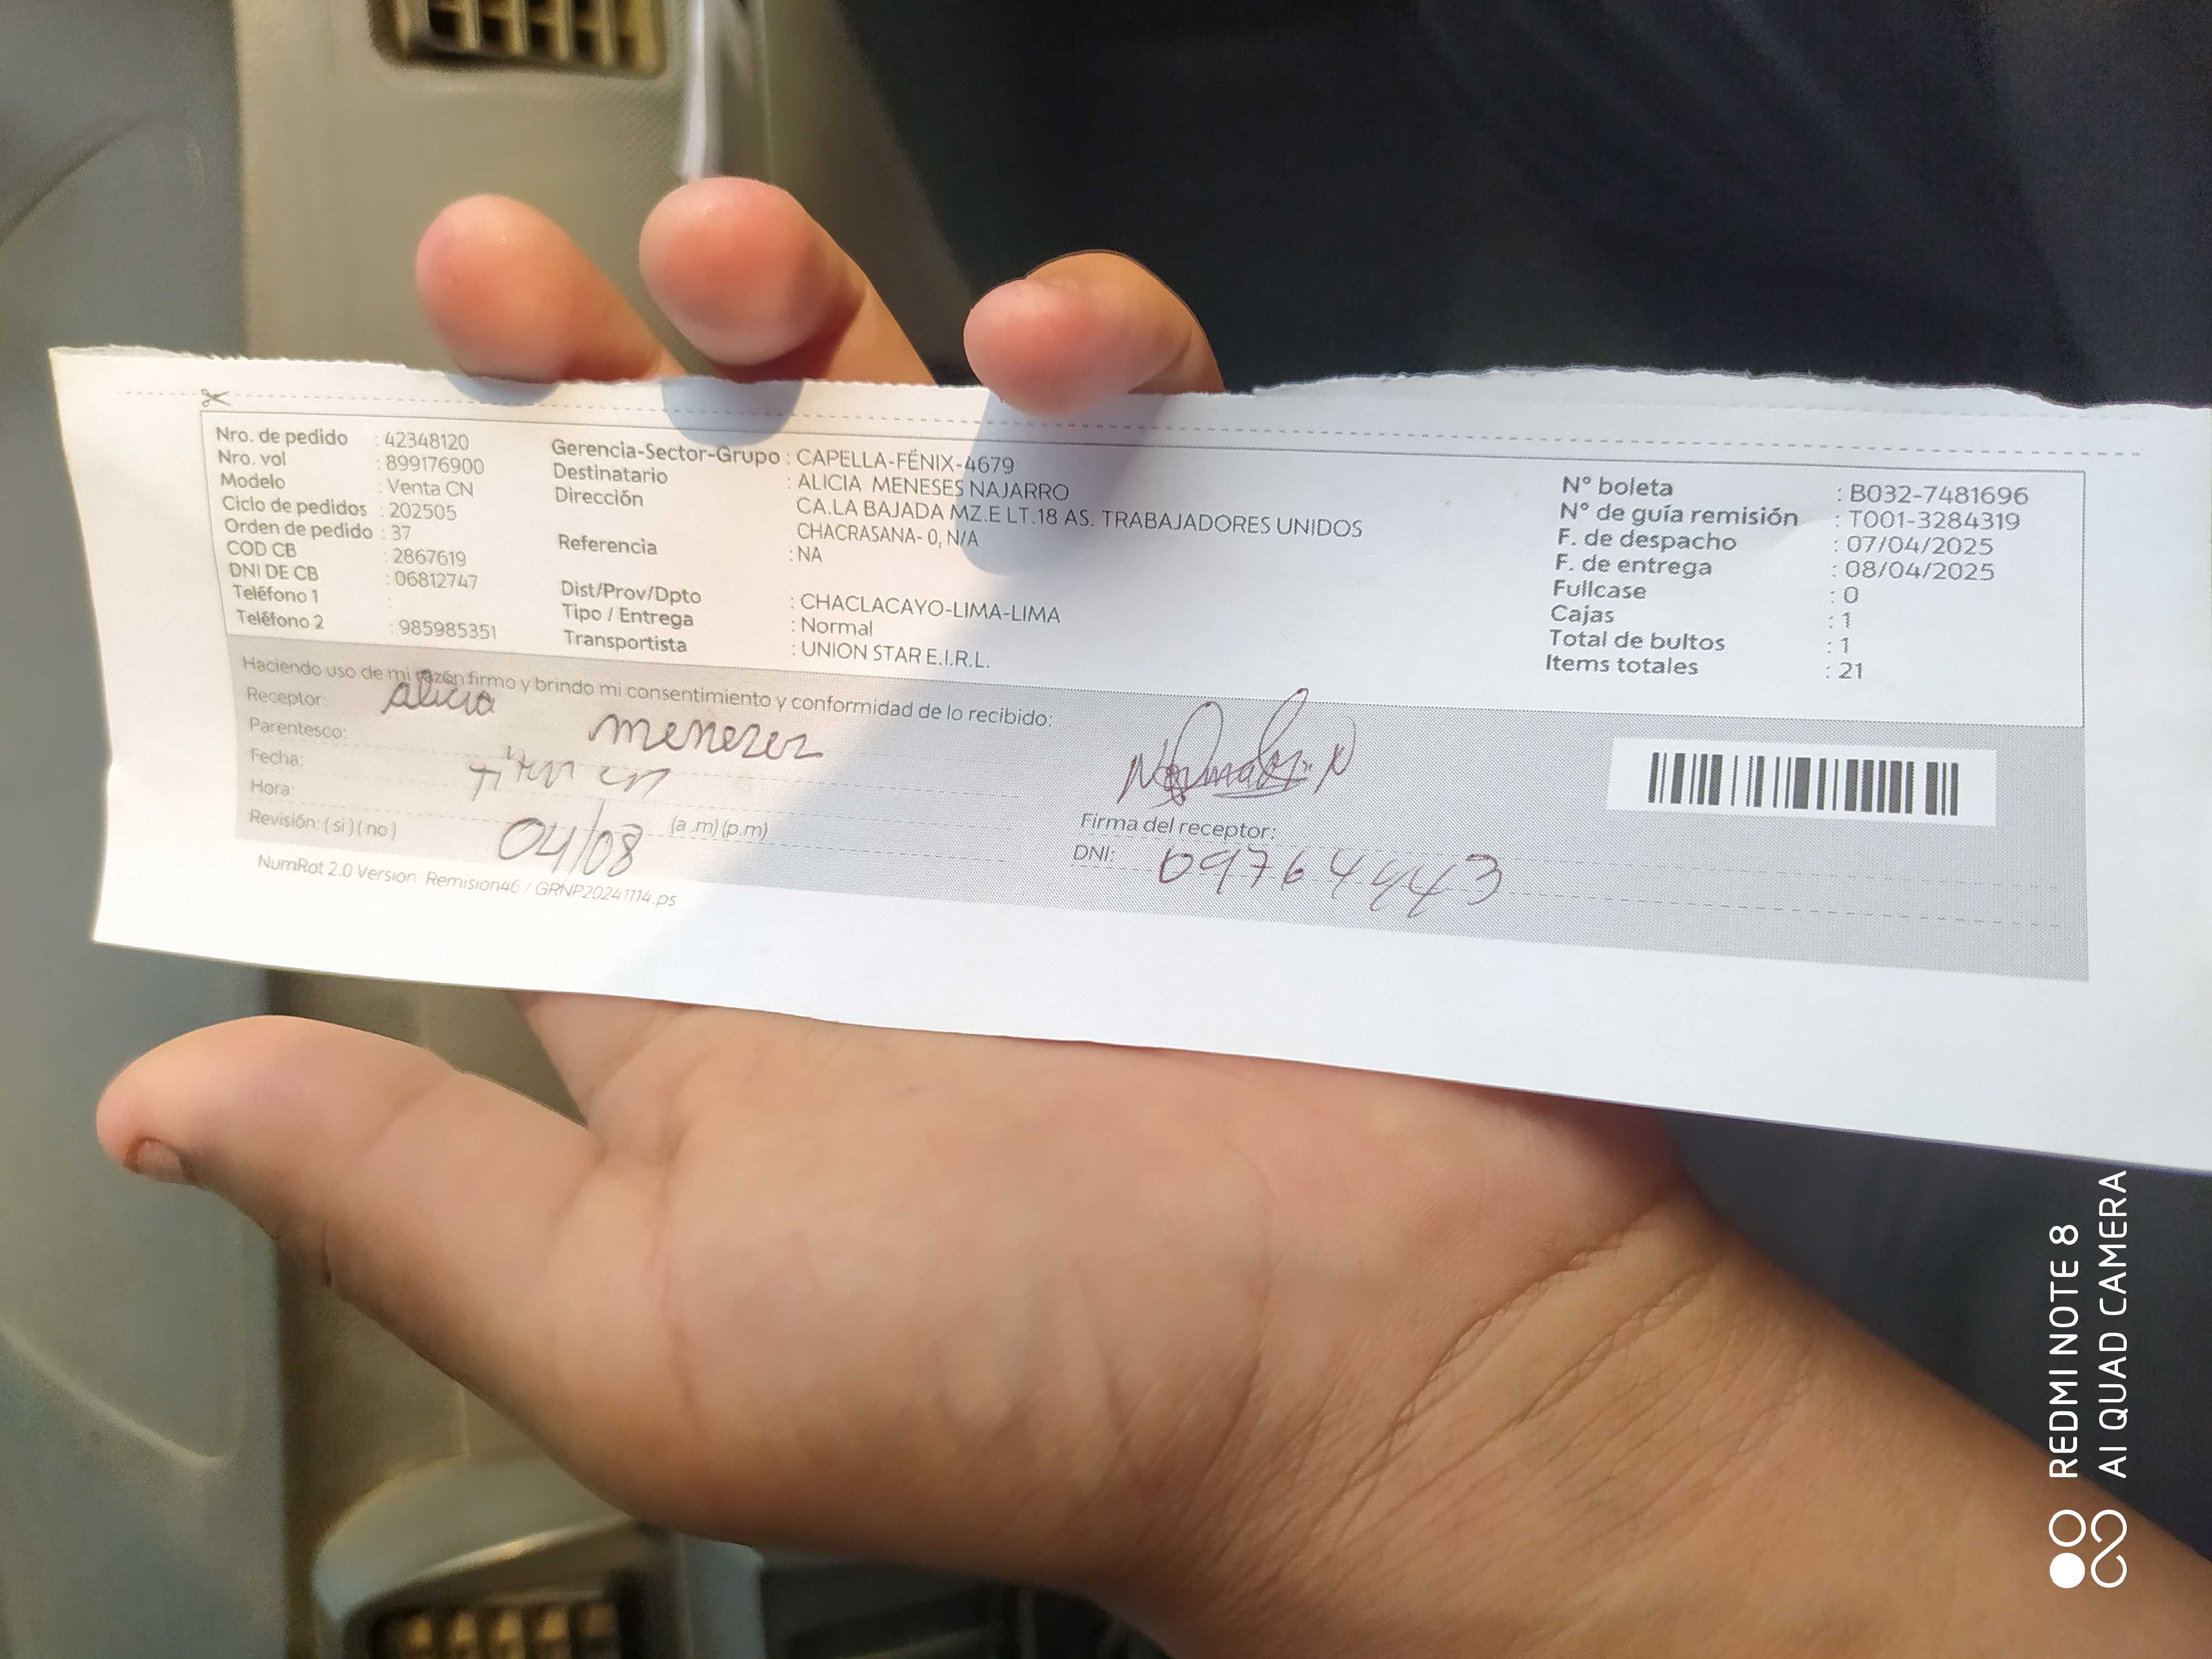 Nro. de pedido : 42348120
Nro. vol : 899176900
Modelo : Venta CN
Ciclo de pedidos : 202505
Orden de pedido : 37
COD CB : 2867619
DNI DE CB : 06812747
Teléfono 1 :
Teléfono 2 : 985985351
Gerencia-Sector-Grupo : CAPELLA-FÉNIX-4679
Destinatario : ALICIA MENESES NAJARRO
Dirección CA.LA BAJADA MZ.E LT.18 AS. TRABAJADORES UNIDOS
CHACRASANA- 0, N/A
Referencia : NA
Dist/Prov/Dpto : CHACLACAYO-LIMA-LIMA
Tipo / Entrega : Normal
Transportista : UNION STAR E.I.R.L.
N° boleta : B032-7481696
N° de guía remisión : T001-3284319
F. de despacho : 07/04/2025
F. de entrega : 08/04/2025
Fullcase : 0
Cajas : 1
Total de bultos : 1
Items totales : 21
Haciendo uso de mi razón firmo y brindo mi consentimiento y conformidad de lo recibido:
Receptor: alicia
menesez
Parentesco:
Fecha:
Hora: 04/08 (a.m) (p.m)
Revisión: ( si ) ( no )
Firma del receptor:
DNI: 09764443
NumRot 2.0 Version: Remision46 / GRNP20241114.ps
REDMI NOTE 8
AI QUAD CAMERA